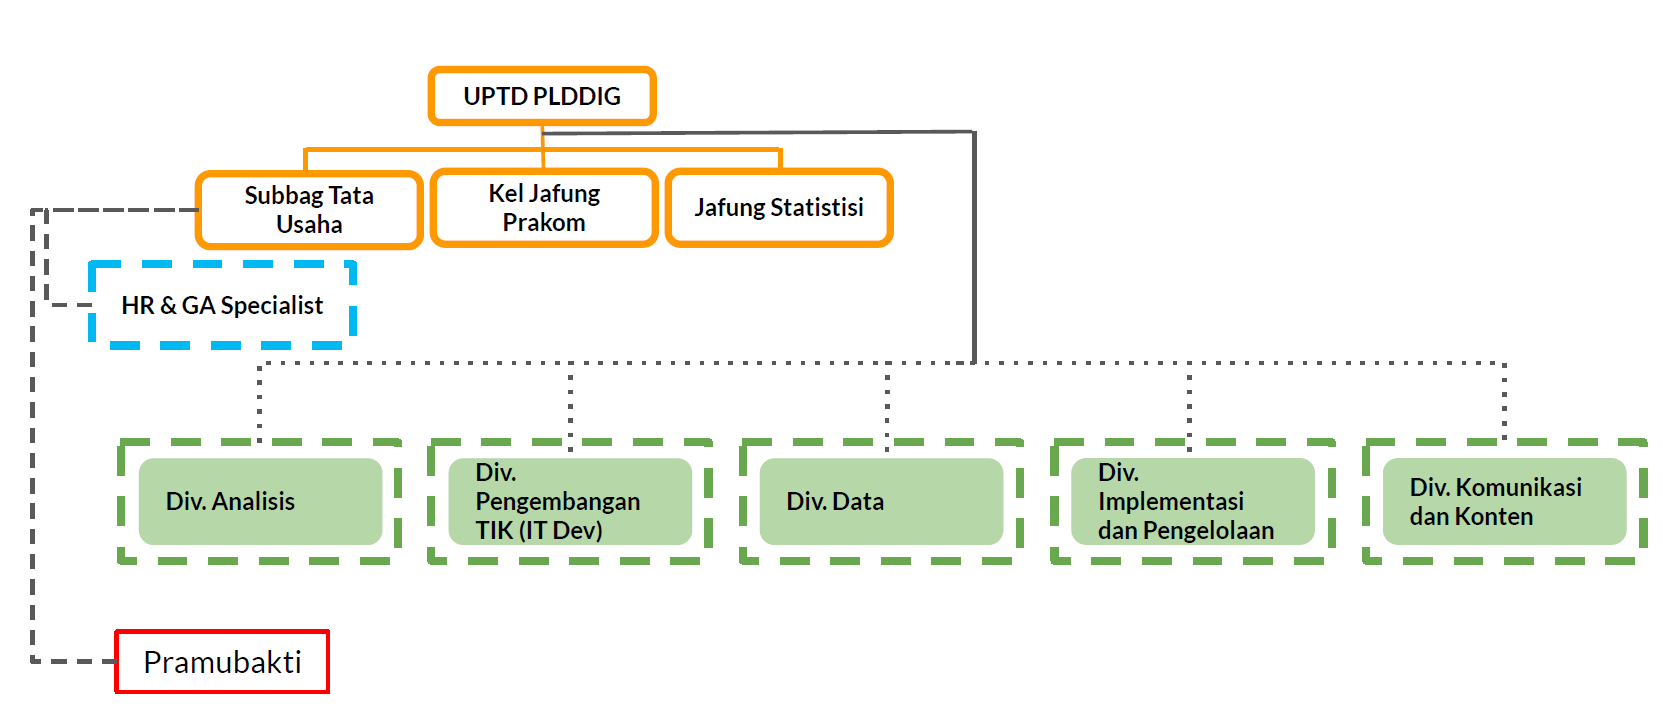 UPTD PLDDIG
Subbag Tata
Usaha
Kel Jafung
Prakom
Jafung Statistisi
HR & GA Specialist
Div. Analisis
Div.
Pengembangan
TIK (IT Dev)
Div. Data
Div.
Implementasi
dan Pengelolaan
Div. Komunikasi
dan Konten
Pramubakti